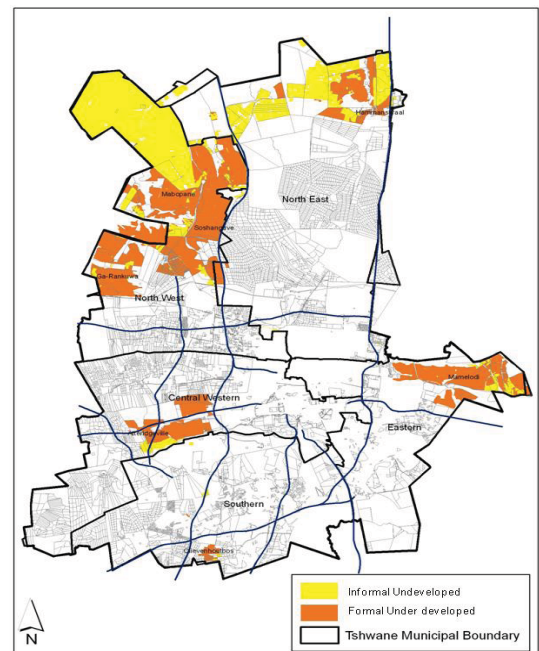 Hammanskraal
North East
Mabopane
Soshanguve
Ga-Rankuwa
North West
Mamelodi
Central Western
Eastern
Atteridgeville
Southern
Olievenhoutbos
N
Informal Undeveloped
Formal Under developed
Tshwane Municipal Boundary